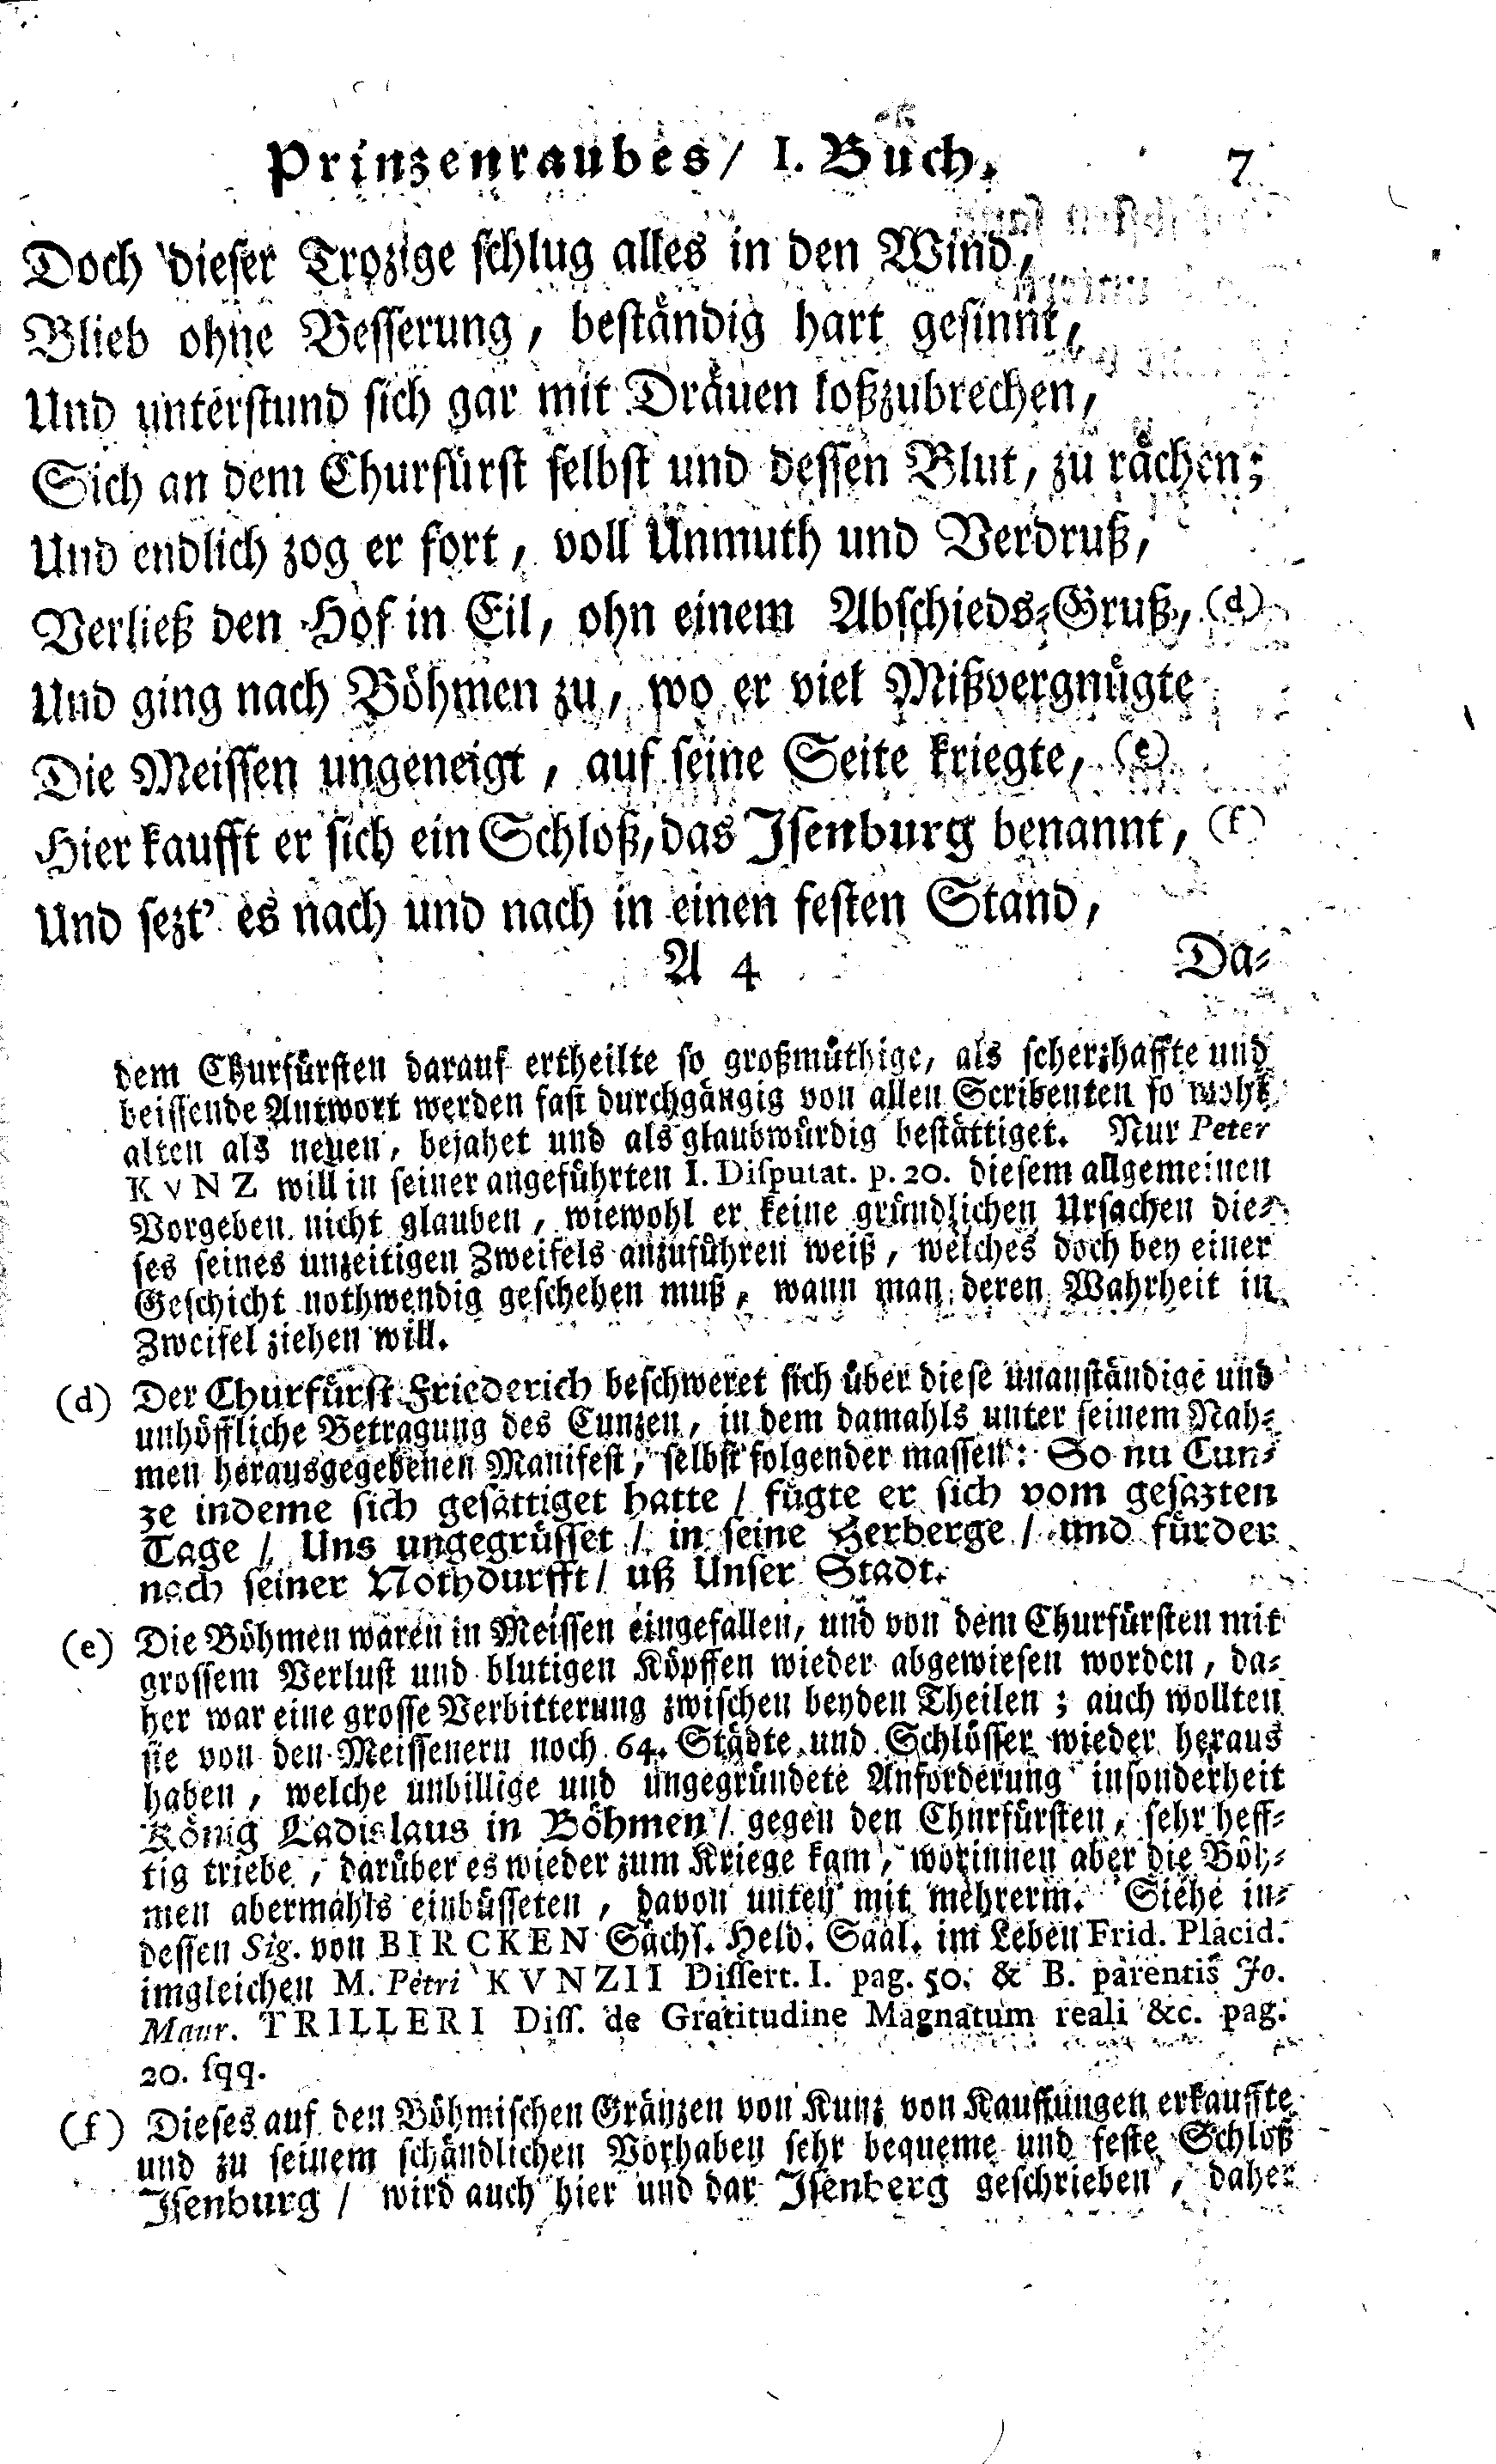 Prinzenraubes/ I. Buch. 7
Doch dieser Trozige schlug alles in den Wind,
Blieb ohne Besserung, beständig hart gesinnt,
Und unterstund sich gar mit Dräuen loßzubrechen,
Sich an dem Churfürst selbst und dessen Blut, zu rächen;
Und endlich zog er fort, voll Unmuth und Verdruß,
Verließ den Hof in Eil, ohn einem Abschieds-Gruß, (d)
Und ging nach Böhmen zu, wo er viel Mißvergnügte
Die Meissen ungeneigt, auf seine Seite kriegte, (e)
Hier kaufft er sich ein Schloß, das Isenburg benannt, (f)
Und sezt' es nach und nach in einen festen Stand,
A 4 Da-
dem Churfürsten darauf ertheilte so großmüthige, als scherzhaffte und
beissende Antwort werden fast durchgängig von allen Scribenten so wohl
alten als neuen, bejahet und als glaubwürdig bestättiget. Nur Peter
KVNZ will in seiner angeführten I. Disputat. p. 20. diesem allgemeinen
Vorgeben nicht glauben, wiewohl er keine gründlichen Ursachen die-
ses seines unzeitigen Zweifels anzuführen weiß, welches doch bey einer
Geschicht nothwendig geschehen muß, wann man deren Wahrheit in
Zweifel ziehen will.
(d) Der Churfürst Friederich beschweret sich über diese unanständige und
unhöffliche Betragung des Cunzen, in dem damahls unter seinem Nah-
men herausgegebenen Manifest, selbst folgender massen: So nu Cun-
ze indeme sich gesättiget hatte / fügte er sich vom gesazten
Tage / Uns ungegrüsset / in seine Herberge / und fürder
nach seiner Nothdurfft / uß Unser Stadt.
(e) Die Böhmen waren in Meissen eingefallen, und von dem Churfürsten mit
grossem Verlust und blutigen Köpffen wieder abgewiesen worden, da-
her war eine grosse Verbitterung zwischen beyden Theilen; auch wollten
sie von den Meissenern noch 64. Städte und Schlösser wieder heraus
haben, welche unbillige und ungegründete Anforderung insonderheit
König Ladislaus in Böhmen / gegen den Churfürsten, sehr heff-
tig triebe, darüber es wieder zum Kriege kam, worinnen aber die Böh-
men abermahls einbüsseten, davon unten mit mehrerm. Siehe in-
dessen Sig. von BIRCKEN Sächs. Held. Saal. im Leben Frid. Placid.
imgleichen M. Petri KVNZII Dissert. I. pag. 50. & B. parentis Jo.
Maur. TRILLERI Diss. de Gratitudine Magnatum reali &c. pag.
20. sqq.
(f) Dieses auf den Böhmischen Gränzen von Kunz von Kauffungen erkauffte
und zu seinem schändlichen Vorhaben sehr bequeme und feste Schloß
Isenburg / wird auch hier und dar Isenberg geschrieben, daher